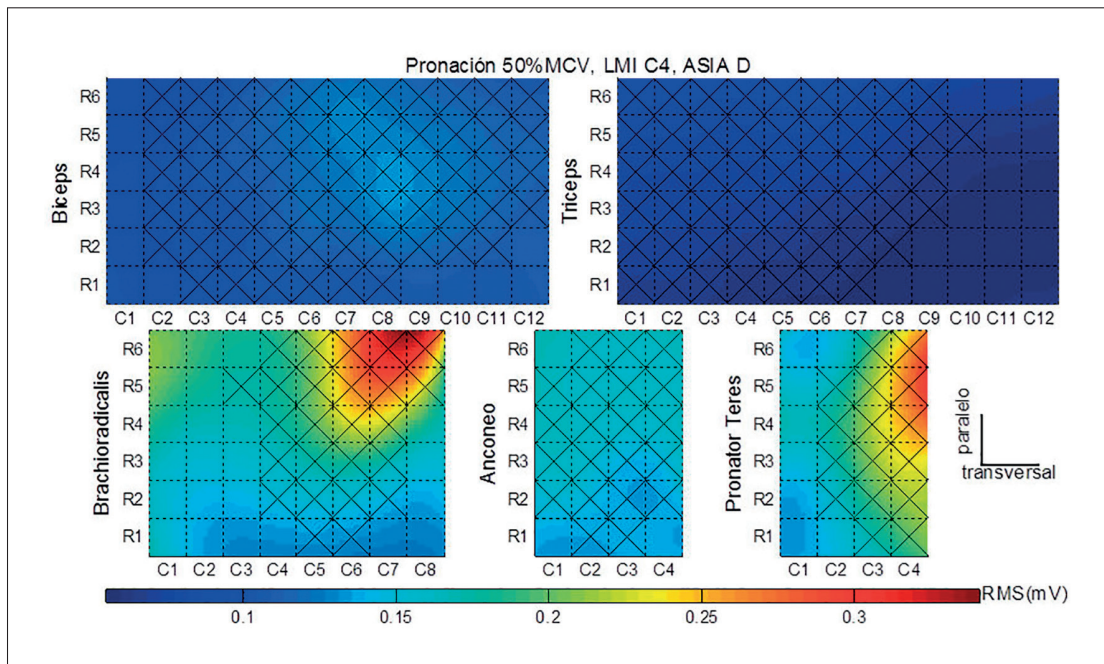 Pronación 50%MCV, LMI C4, ASIA D
Biceps
R6
R5
R4
R3
R2
R1
C1 C2 C3 C4 C5 C6 C7 C8 C9 C10 C11 C12
Triceps
R6
R5
R4
R3
R2
R1
C1 C2 C3 C4 C5 C6 C7 C8 C9 C10 C11 C12
Brachioradicalis
R6
R5
R4
R3
R2
R1
C1 C2 C3 C4 C5 C6 C7 C8
Anconeo
R6
R5
R4
R3
R2
R1
C1 C2 C3 C4
Pronator Teres
R6
R5
R4
R3
R2
R1
C1 C2 C3 C4
paralelo
transversal
RMS(mV)
0.1 0.15 0.2 0.25 0.3